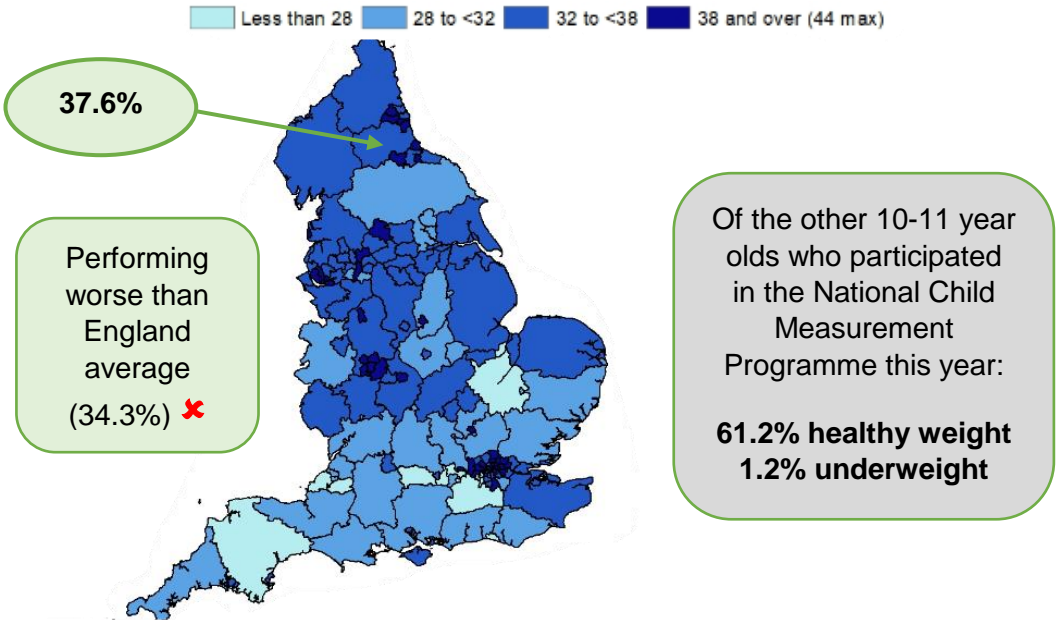 Less than 28 28 to <32 32 to <38 38 and over (44 max)
37.6%
Performing
worse than
England
average
(34.3%) ✘
Of the other 10-11 year
olds who participated
in the National Child
Measurement
Programme this year:
61.2% healthy weight
1.2% underweight